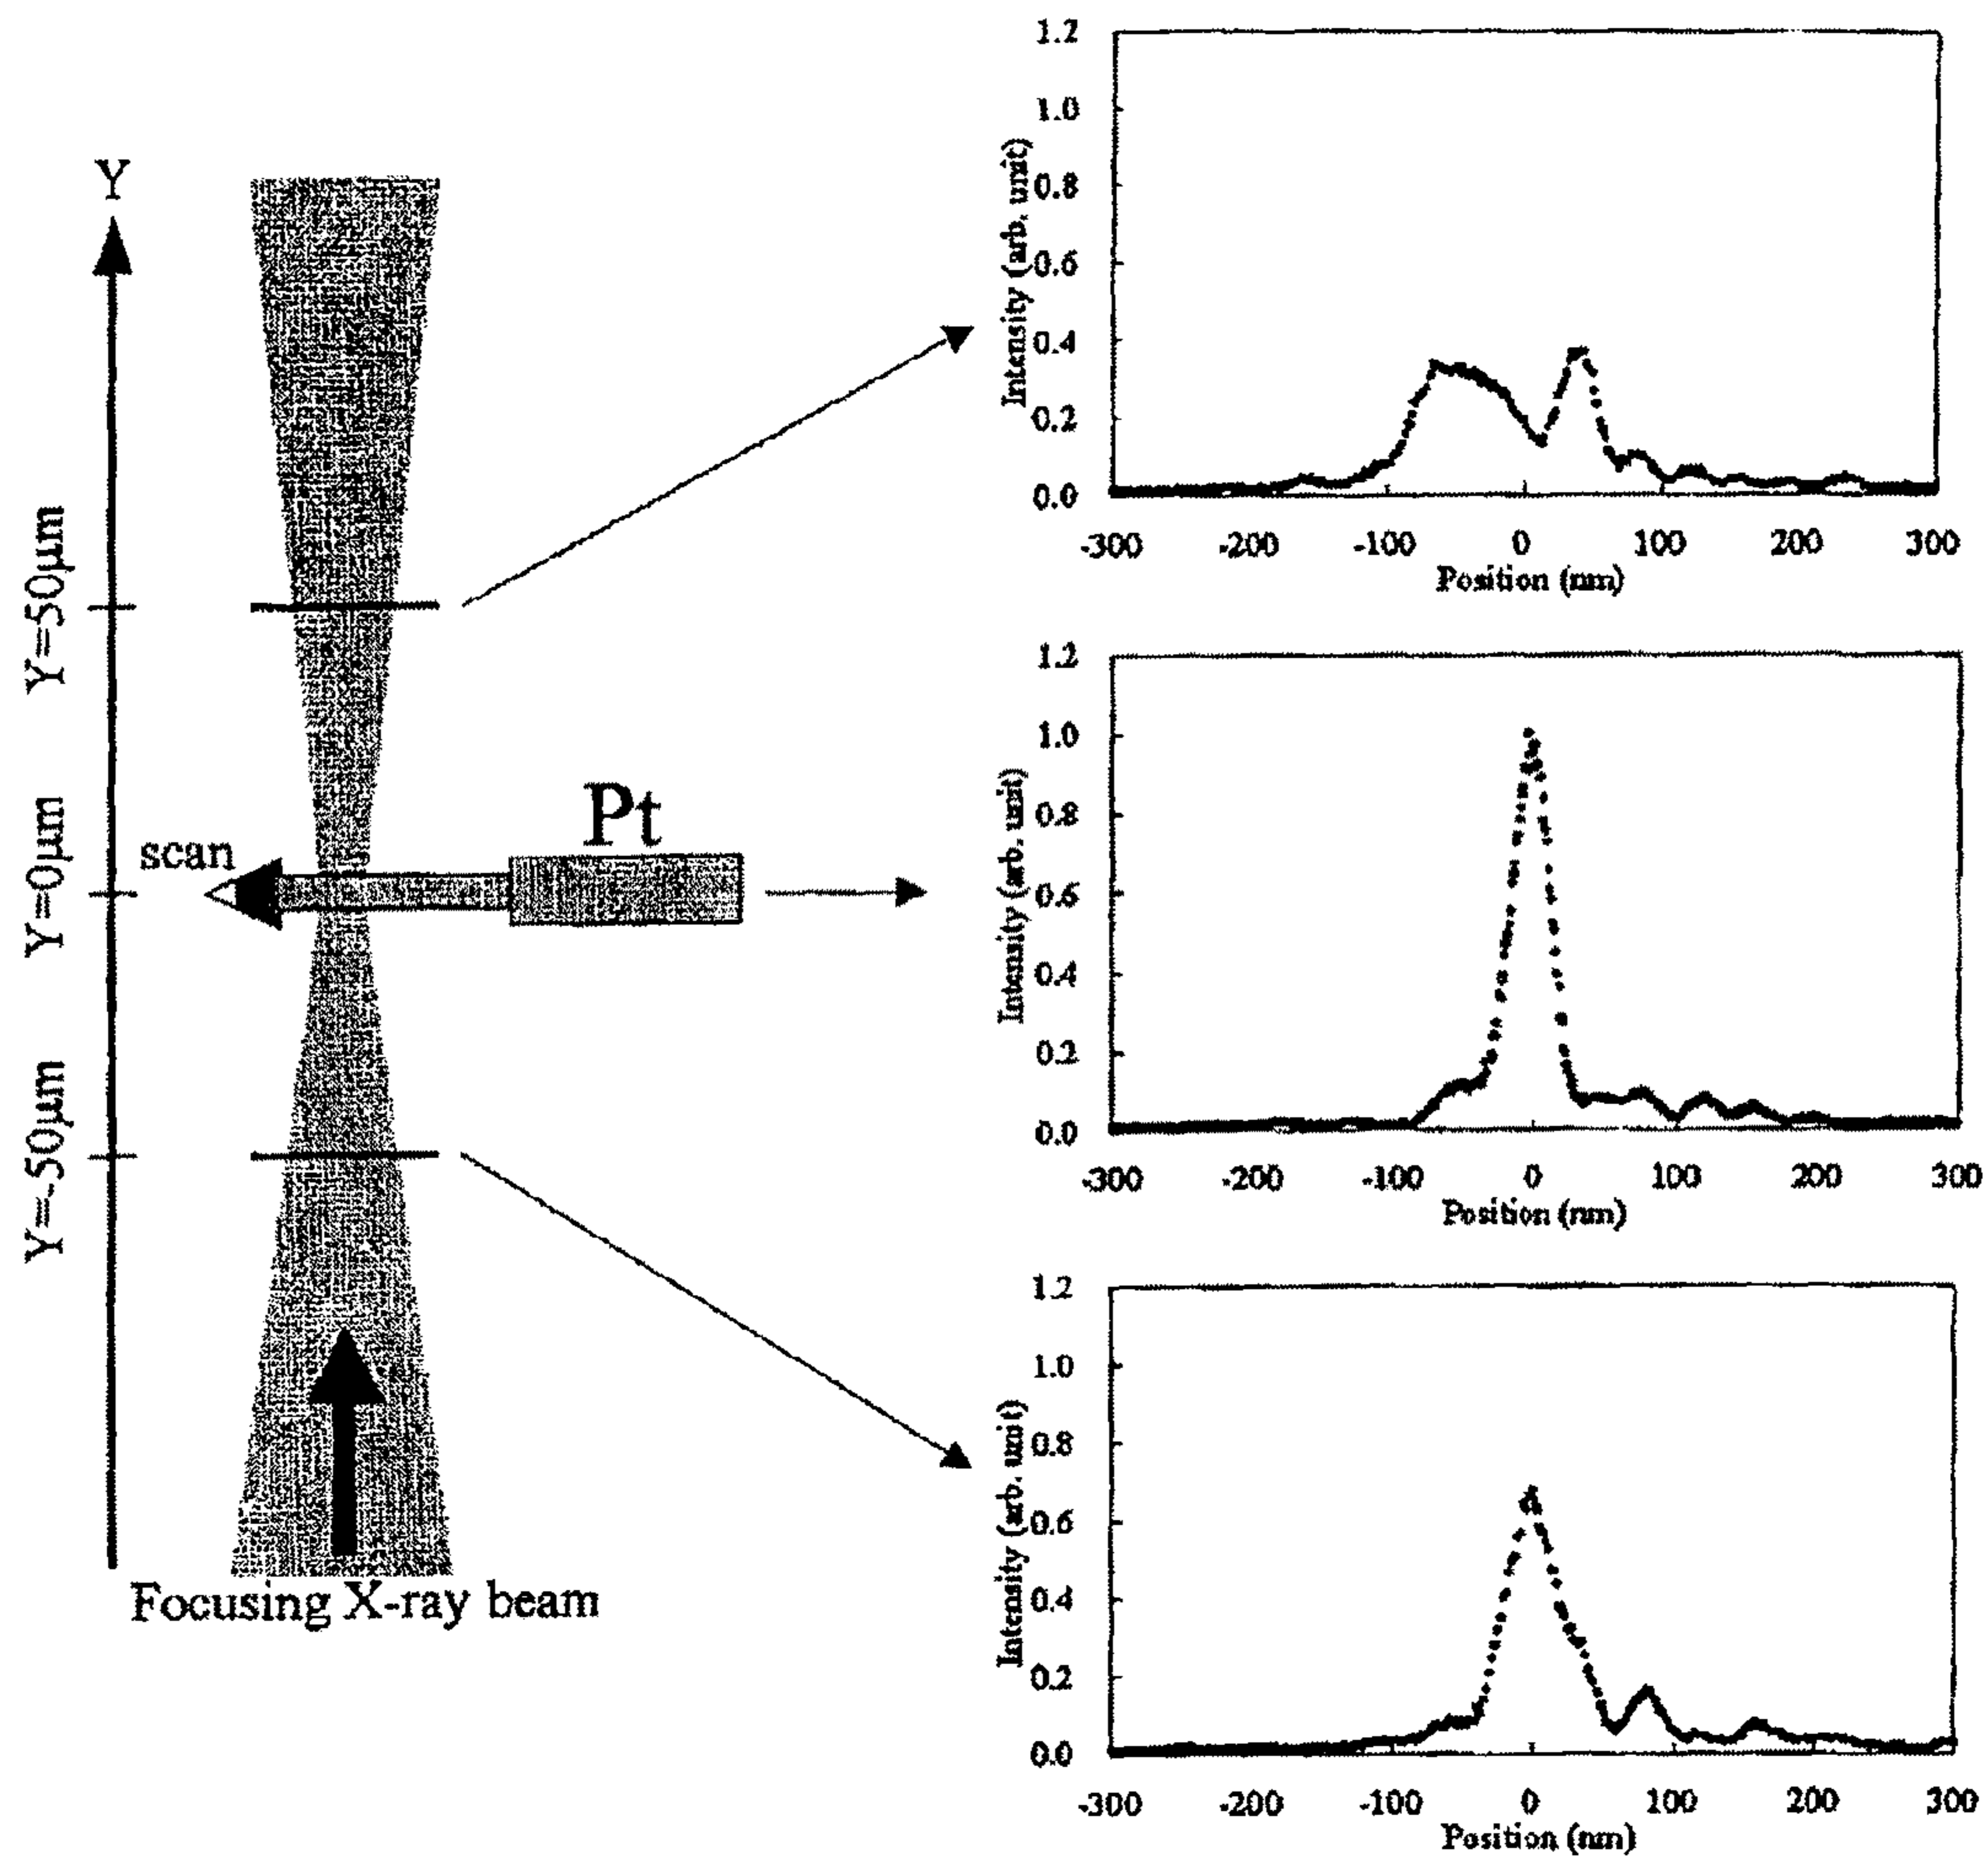 Y
Y=50µm
Y=0µm
Y=-50µm
scan
Pt
Focusing X-ray beam
1.2
1.0
0.8
0.6
0.4
0.2
0.0
Intensity (arb. unit)
-300 -200 -100 0 100 200 300
Position (nm)
1.2
1.0
0.8
0.6
0.4
0.2
0.0
Intensity (arb. unit)
-300 -200 -100 0 100 200 300
Position (nm)
1.2
1.0
0.8
0.6
0.4
0.2
0.0
Intensity (arb. unit)
-300 -200 -100 0 100 200 300
Position (nm)